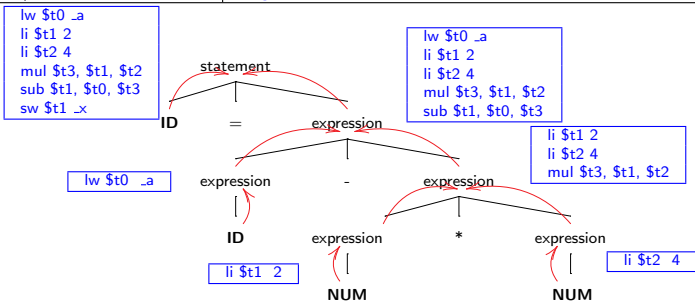 lw $t0 _a
li $t1 2
li $t2 4
mul $t3, $t1, $t2
sub $t1, $t0, $t3
sw $t1 _x
lw $t0 _a
li $t1 2
li $t2 4
mul $t3, $t1, $t2
sub $t1, $t0, $t3
statement
ID = expression
li $t1 2
li $t2 4
mul $t3, $t1, $t2
lw $t0 _a
expression - expression
ID expression * expression
li $t1 2
li $t2 4
NUM NUM